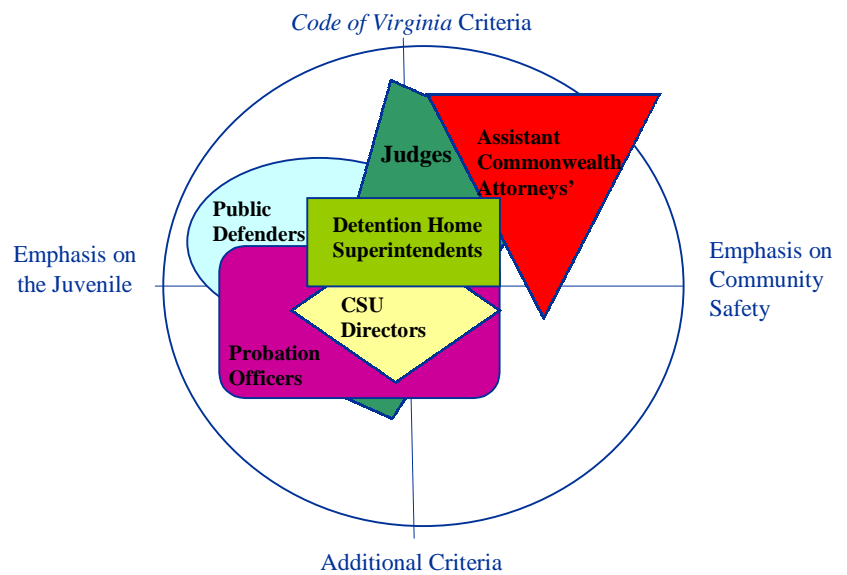 Code of Virginia Criteria
Assistant
Commonwealth
Attorneys’
Judges
Public
Defenders
Detention Home
Superintendents
Emphasis on
the Juvenile
Emphasis on
Community
Safety
CSU
Directors
Probation
Officers
Additional Criteria